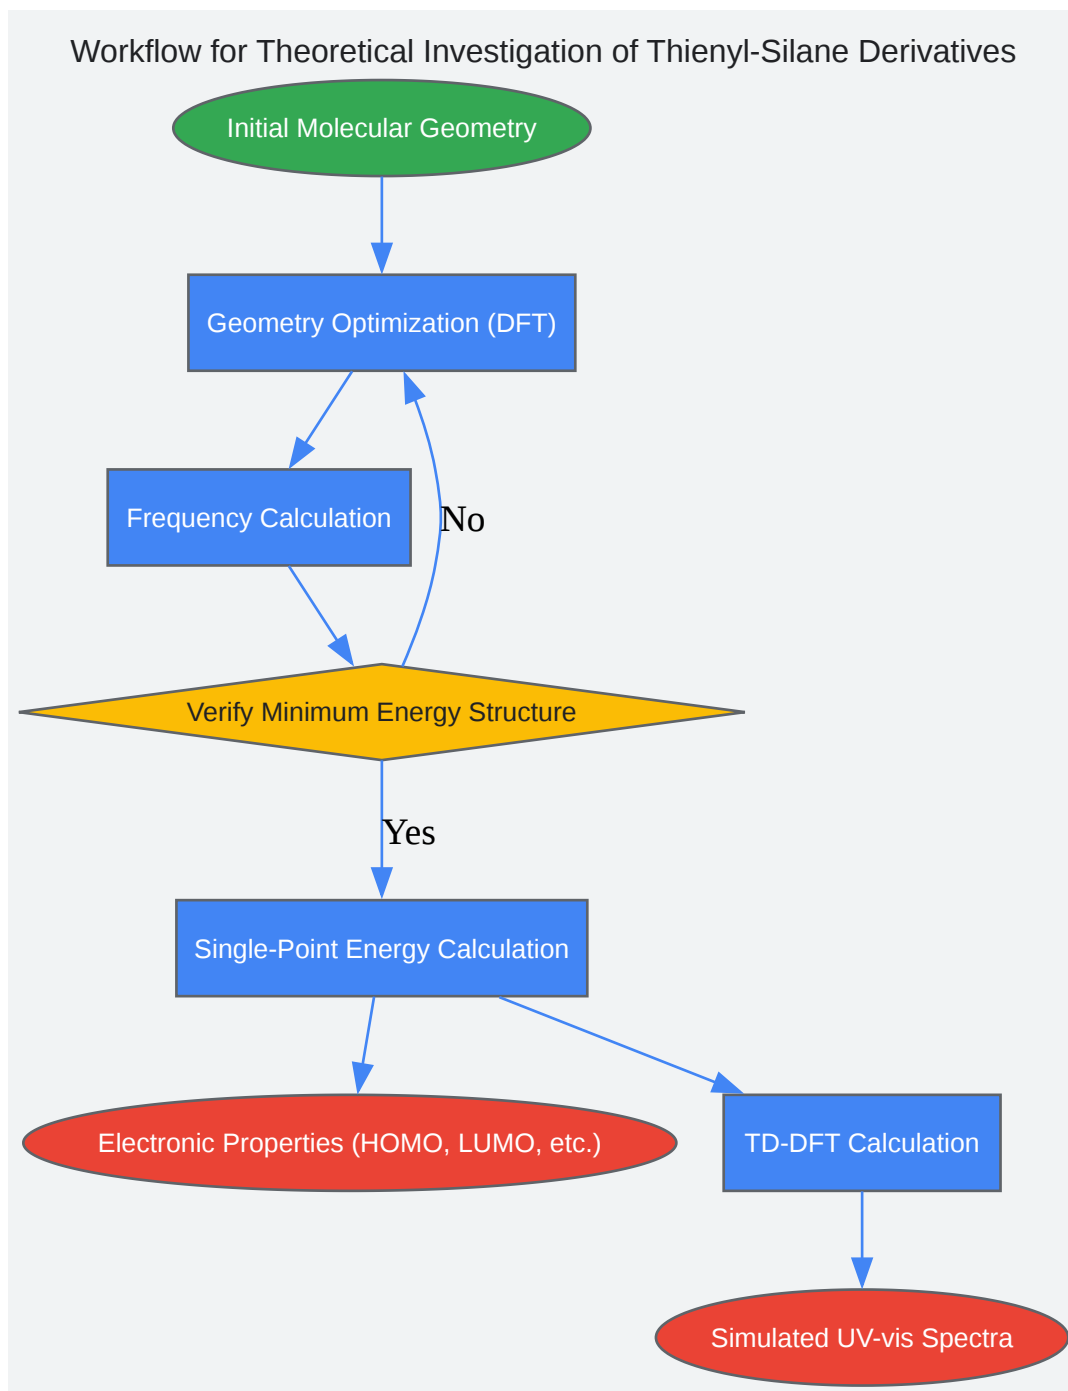 Workflow for Theoretical Investigation of Thienyl-Silane Derivatives
Initial Molecular Geometry
Geometry Optimization (DFT)
Frequency Calculation
No
Verify Minimum Energy Structure
Yes
Single-Point Energy Calculation
Electronic Properties (HOMO, LUMO, etc.)
TD-DFT Calculation
Simulated UV-vis Spectra